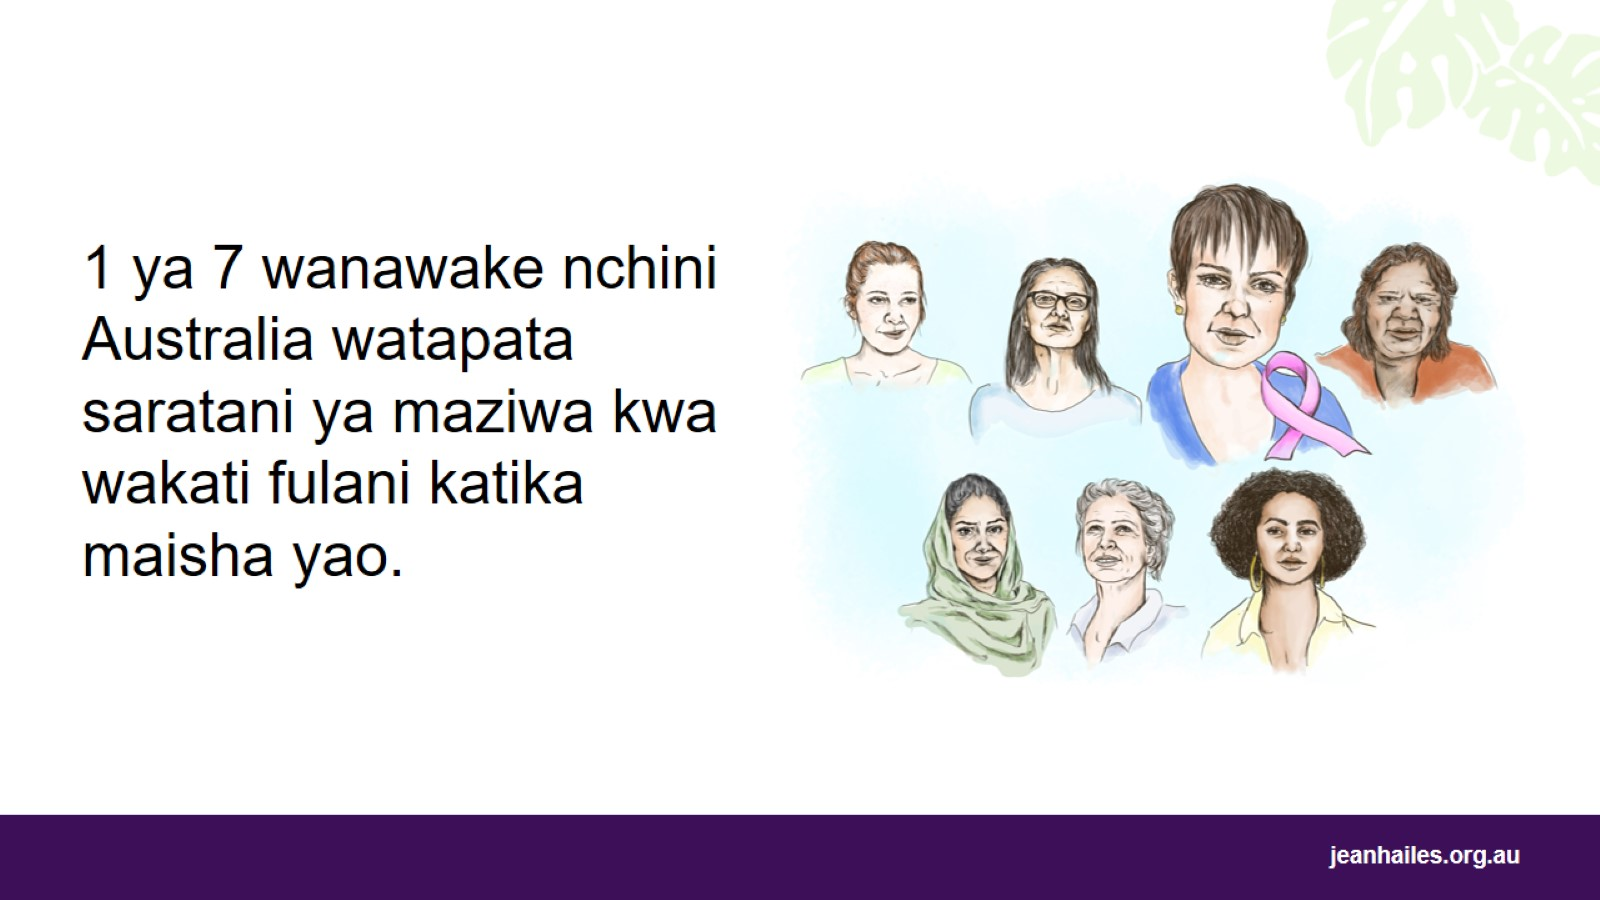 1 ya 7 wanawake nchini
Australia watapata
saratani ya maziwa kwa
wakati fulani katika
maisha yao.
jeanhailes.org.au